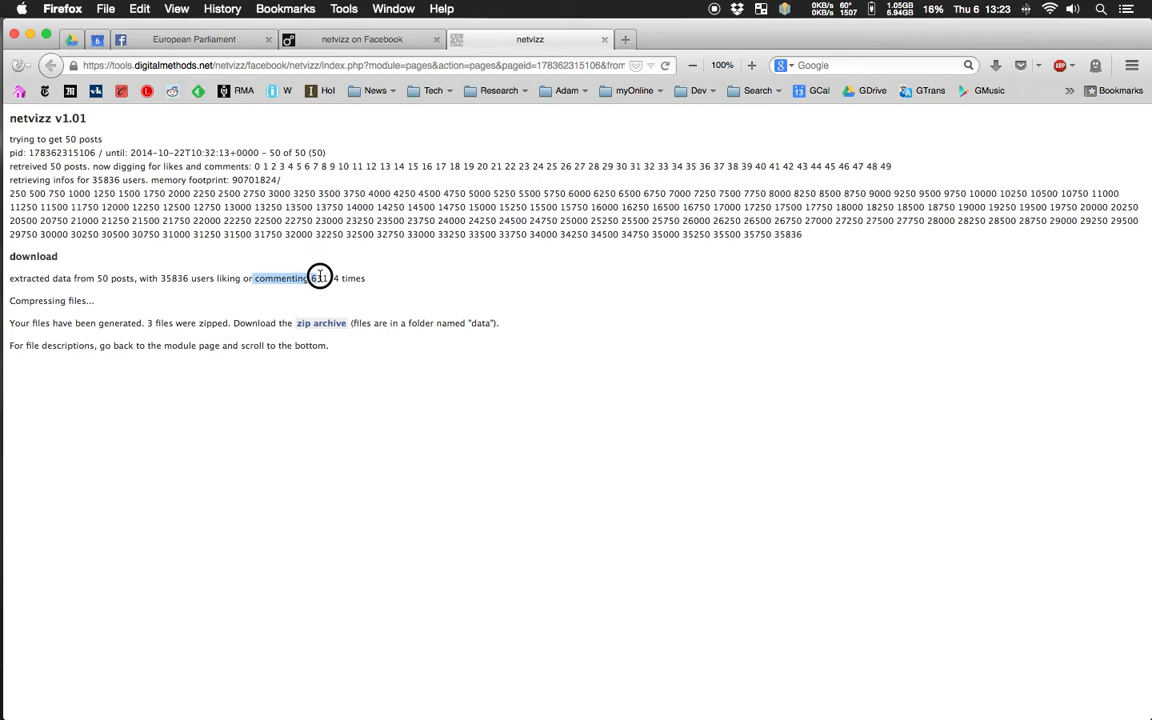 Firefox File Edit View History Bookmarks Tools Window Help 0KB/s 0KB/s 60° 1507 1.05GB 6.94GB 16% Thu 6 13:23
6 European Parliament netvizz on Facebook netvizz
https://tools.digitalmethods.net/netvizz/facebook/netvizz/index.php?module=pages&action=pages&pageid=178362315106&from 100% Google
RMA W HoI News Tech Research Adam myOnline Dev Search GCal GDrive GTrans GMusic Bookmarks
netvizz v1.01
trying to get 50 posts
pid: 178362315106 / until: 2014-10-22T10:32:13+0000 - 50 of 50 (50)
retreived 50 posts. now digging for likes and comments: 0 1 2 3 4 5 6 7 8 9 10 11 12 13 14 15 16 17 18 19 20 21 22 23 24 25 26 27 28 29 30 31 32 33 34 35 36 37 38 39 40 41 42 43 44 45 46 47 48 49
retrieving infos for 35836 users. memory footprint: 90701824/
250 500 750 1000 1250 1500 1750 2000 2250 2500 2750 3000 3250 3500 3750 4000 4250 4500 4750 5000 5250 5500 5750 6000 6250 6500 6750 7000 7250 7500 7750 8000 8250 8500 8750 9000 9250 9500 9750 10000 10250 10500 10750 11000
11250 11500 11750 12000 12250 12500 12750 13000 13250 13500 13750 14000 14250 14500 14750 15000 15250 15500 15750 16000 16250 16500 16750 17000 17250 17500 17750 18000 18250 18500 18750 19000 19250 19500 19750 20000 20250
20500 20750 21000 21250 21500 21750 22000 22250 22500 22750 23000 23250 23500 23750 24000 24250 24500 24750 25000 25250 25500 25750 26000 26250 26500 26750 27000 27250 27500 27750 28000 28250 28500 28750 29000 29250 29500
29750 30000 30250 30500 30750 31000 31250 31500 31750 32000 32250 32500 32750 33000 33250 33500 33750 34000 34250 34500 34750 35000 35250 35500 35750 35836
download
extracted data from 50 posts, with 35836 users liking or commenting times
Compressing files...
Your files have been generated. 3 files were zipped. Download the zip archive (files are in a folder named "data").
For file descriptions, go back to the module page and scroll to the bottom.